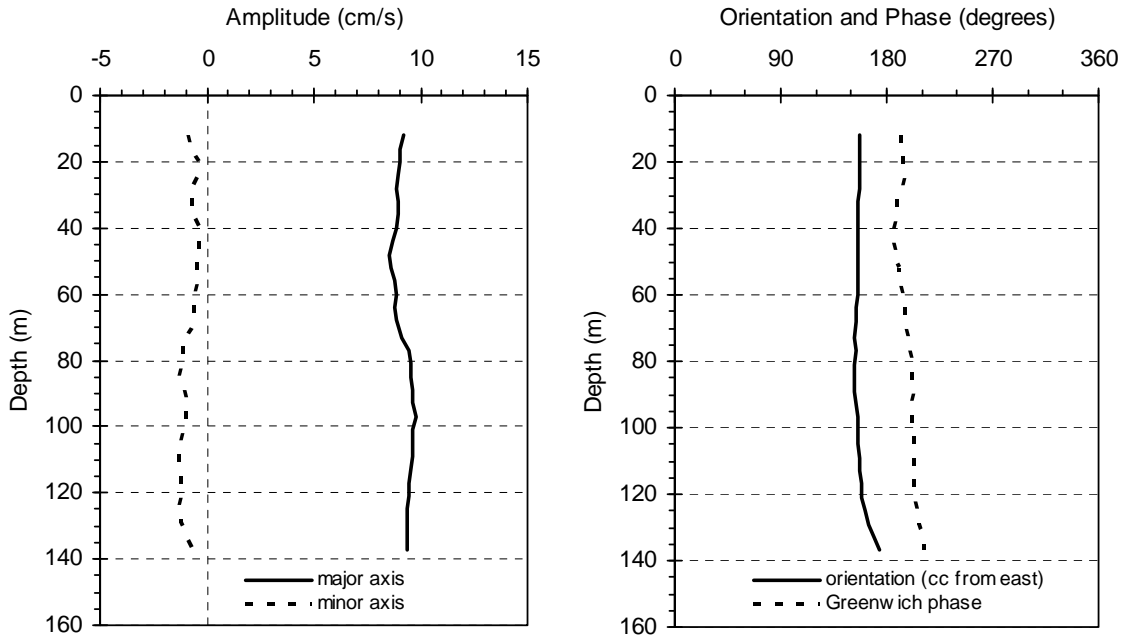 Amplitude (cm/s)
-5 0 5 10 15
0
20
40
60
80
100
120
140
160
Depth (m)
major axis
minor axis
Orientation and Phase (degrees)
0 90 180 270 360
0
20
40
60
80
100
120
140
160
Depth (m)
orientation (cc from east)
Greenwich phase